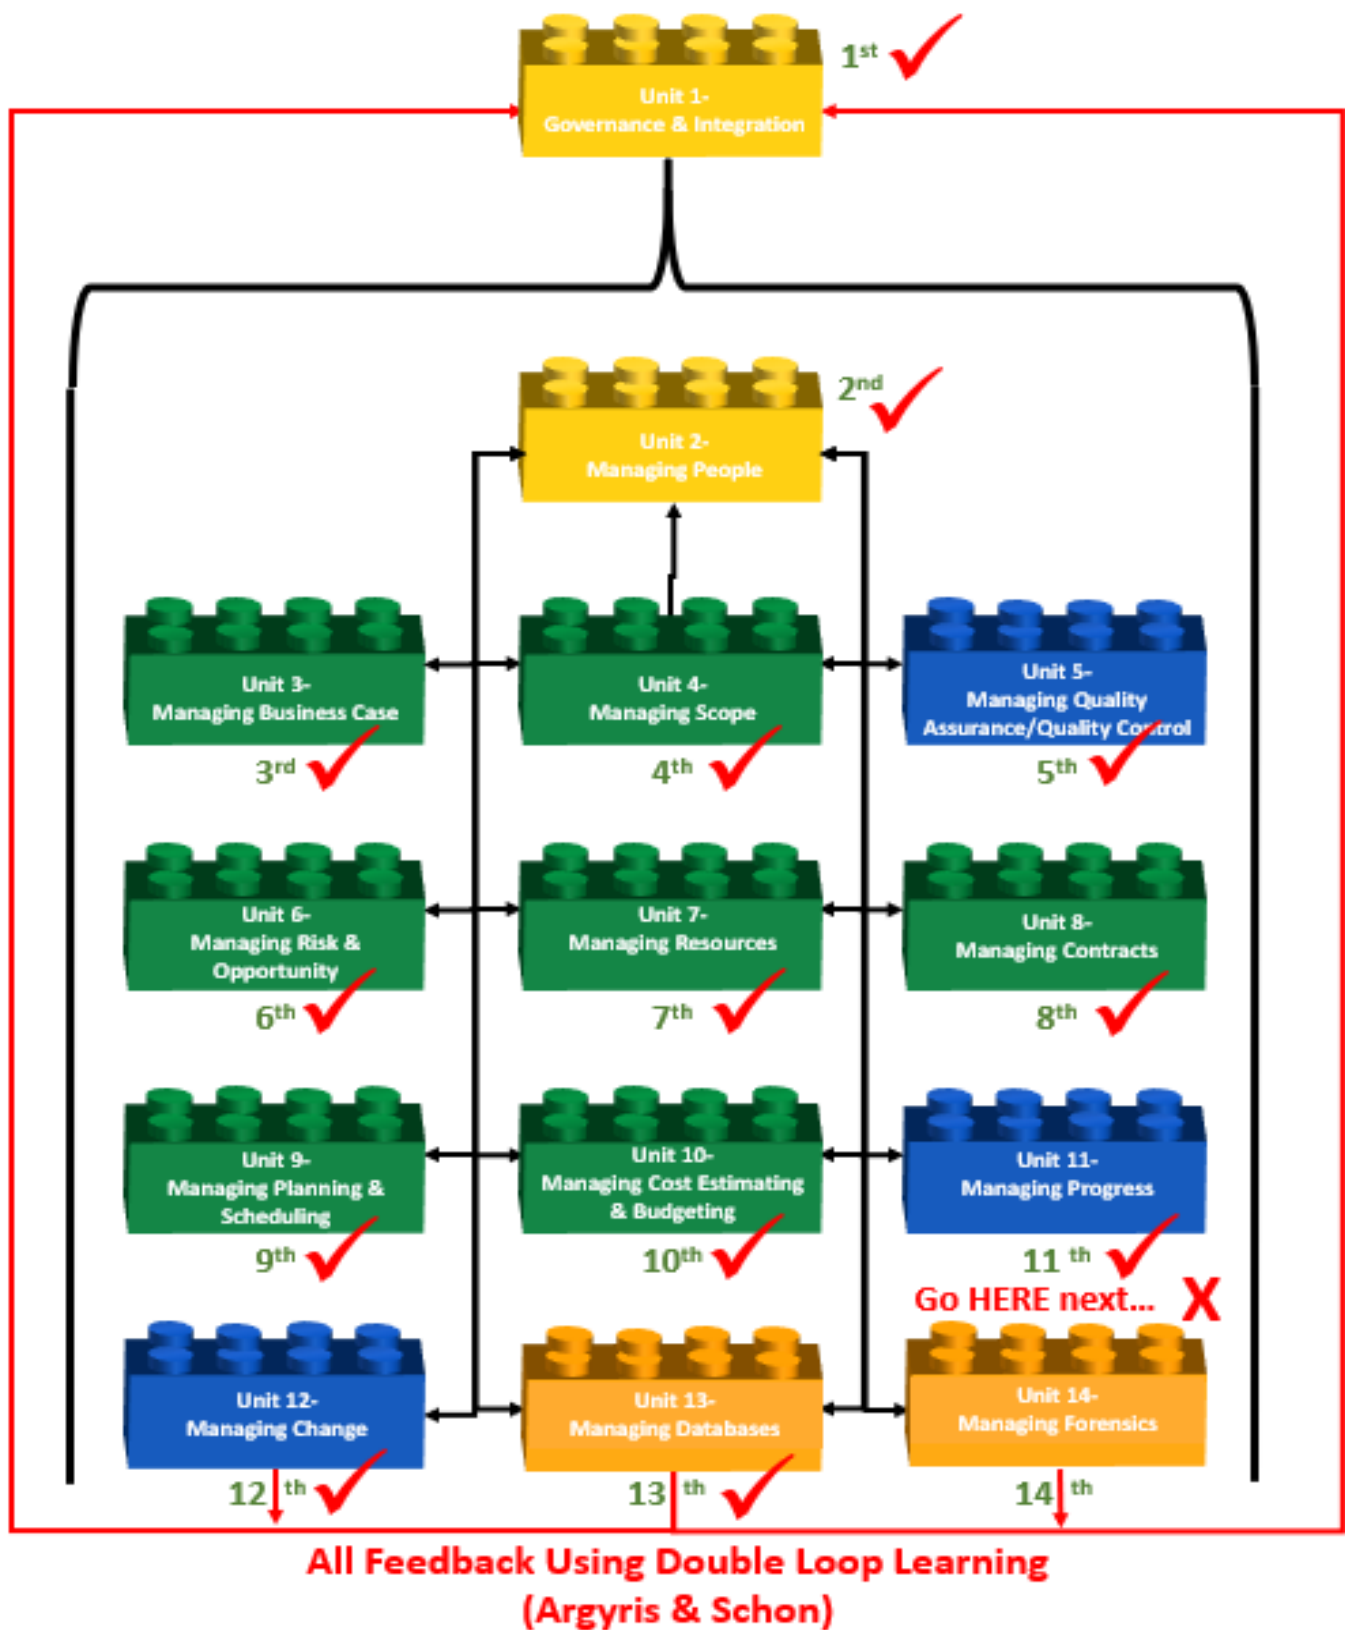 1st
Unit 1-
Governance & Integration
2nd
Unit 2-
Managing People
Unit 3-
Managing Business Case
3rd
Unit 4-
Managing Scope
4th
Unit 5-
Managing Quality
Assurance/Quality Control
5th
Unit 6-
Managing Risk &
Opportunity
6th
Unit 7-
Managing Resources
7th
Unit 8-
Managing Contracts
8th
Unit 9-
Managing Planning &
Scheduling
9th
Unit 10-
Managing Cost Estimating
& Budgeting
10th
Unit 11-
Managing Progress
11 th
Go HERE next... X
Unit 12-
Managing Change
12 th
Unit 13-
Managing Databases
13 th
Unit 14-
Managing Forensics
14 th
All Feedback Using Double Loop Learning
(Argyris & Schon)